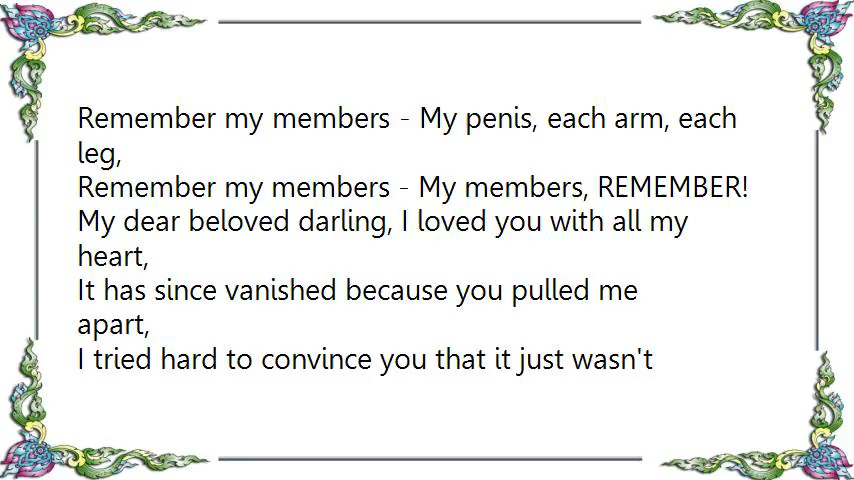 Remember my members - My penis, each arm, each
leg,
Remember my members - My members, REMEMBER!
My dear beloved darling, I loved you with all my
heart,
It has since vanished because you pulled me
apart,
I tried hard to convince you that it just wasn't